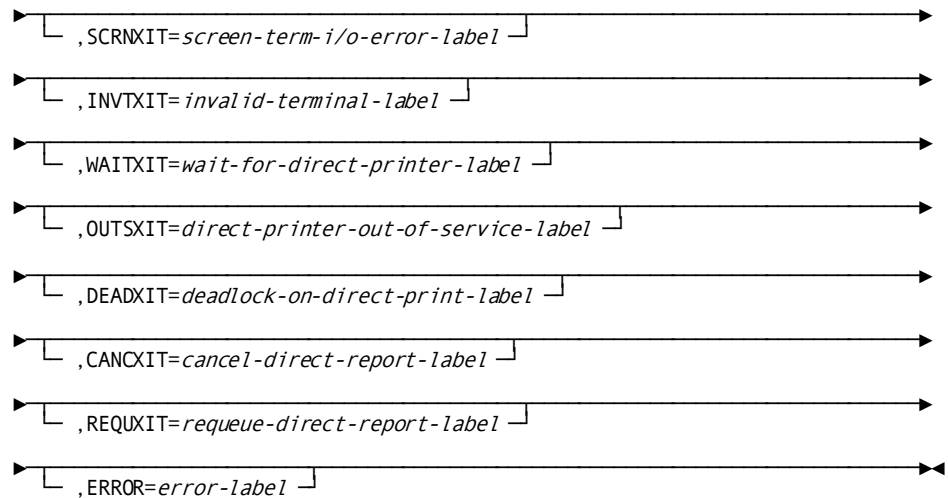 ,SCRNXIT=screen-term-i/o-error-label
,INVTXIT=invalid-terminal-label
,WAITXIT=wait-for-direct-printer-label
,OUTSXIT=direct-printer-out-of-service-label
,DEADXIT=deadlock-on-direct-print-label
,CANCXIT=cancel-direct-report-label
,REQUXIT=requeue-direct-report-label
,ERROR=error-label